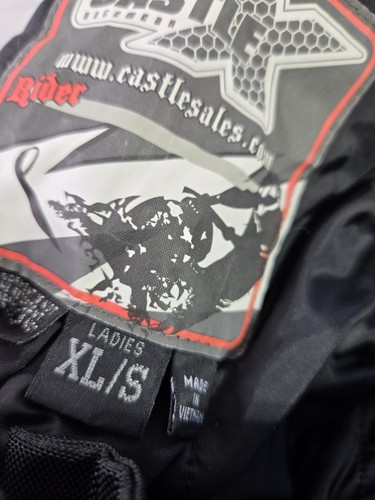 CASTLE
www.castlesales.com
Rider
LADIES
XL/S
MADE
IN
VIETNAM